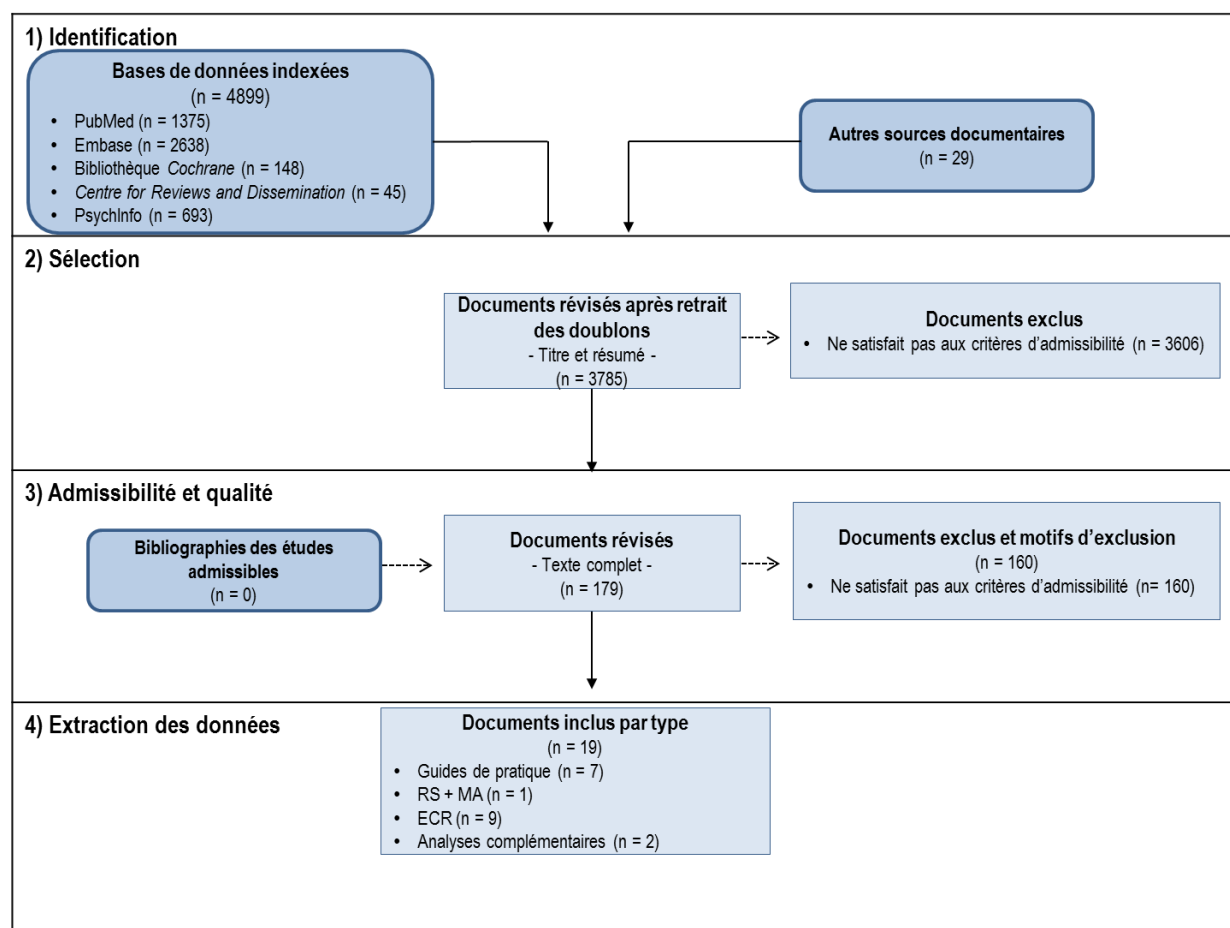 1) Identification
Bases de données indexées
(n = 4899)
• PubMed (n = 1375)
• Embase (n = 2638)
• Bibliothèque Cochrane (n = 148)
• Centre for Reviews and Dissemination (n = 45)
• PsychInfo (n = 693)
Autres sources documentaires
(n = 29)
2) Sélection
Documents révisés après retrait
des doublons
- Titre et résumé -
(n = 3785)
Documents exclus
• Ne satisfait pas aux critères d’admissibilité (n = 3606)
3) Admissibilité et qualité
Bibliographies des études
admissibles
(n = 0)
Documents révisés
- Texte complet -
(n = 179)
Documents exclus et motifs d’exclusion
(n = 160)
• Ne satisfait pas aux critères d’admissibilité (n= 160)
4) Extraction des données
Documents inclus par type
(n = 19)
• Guides de pratique (n = 7)
• RS + MA (n = 1)
• ECR (n = 9)
• Analyses complémentaires (n = 2)